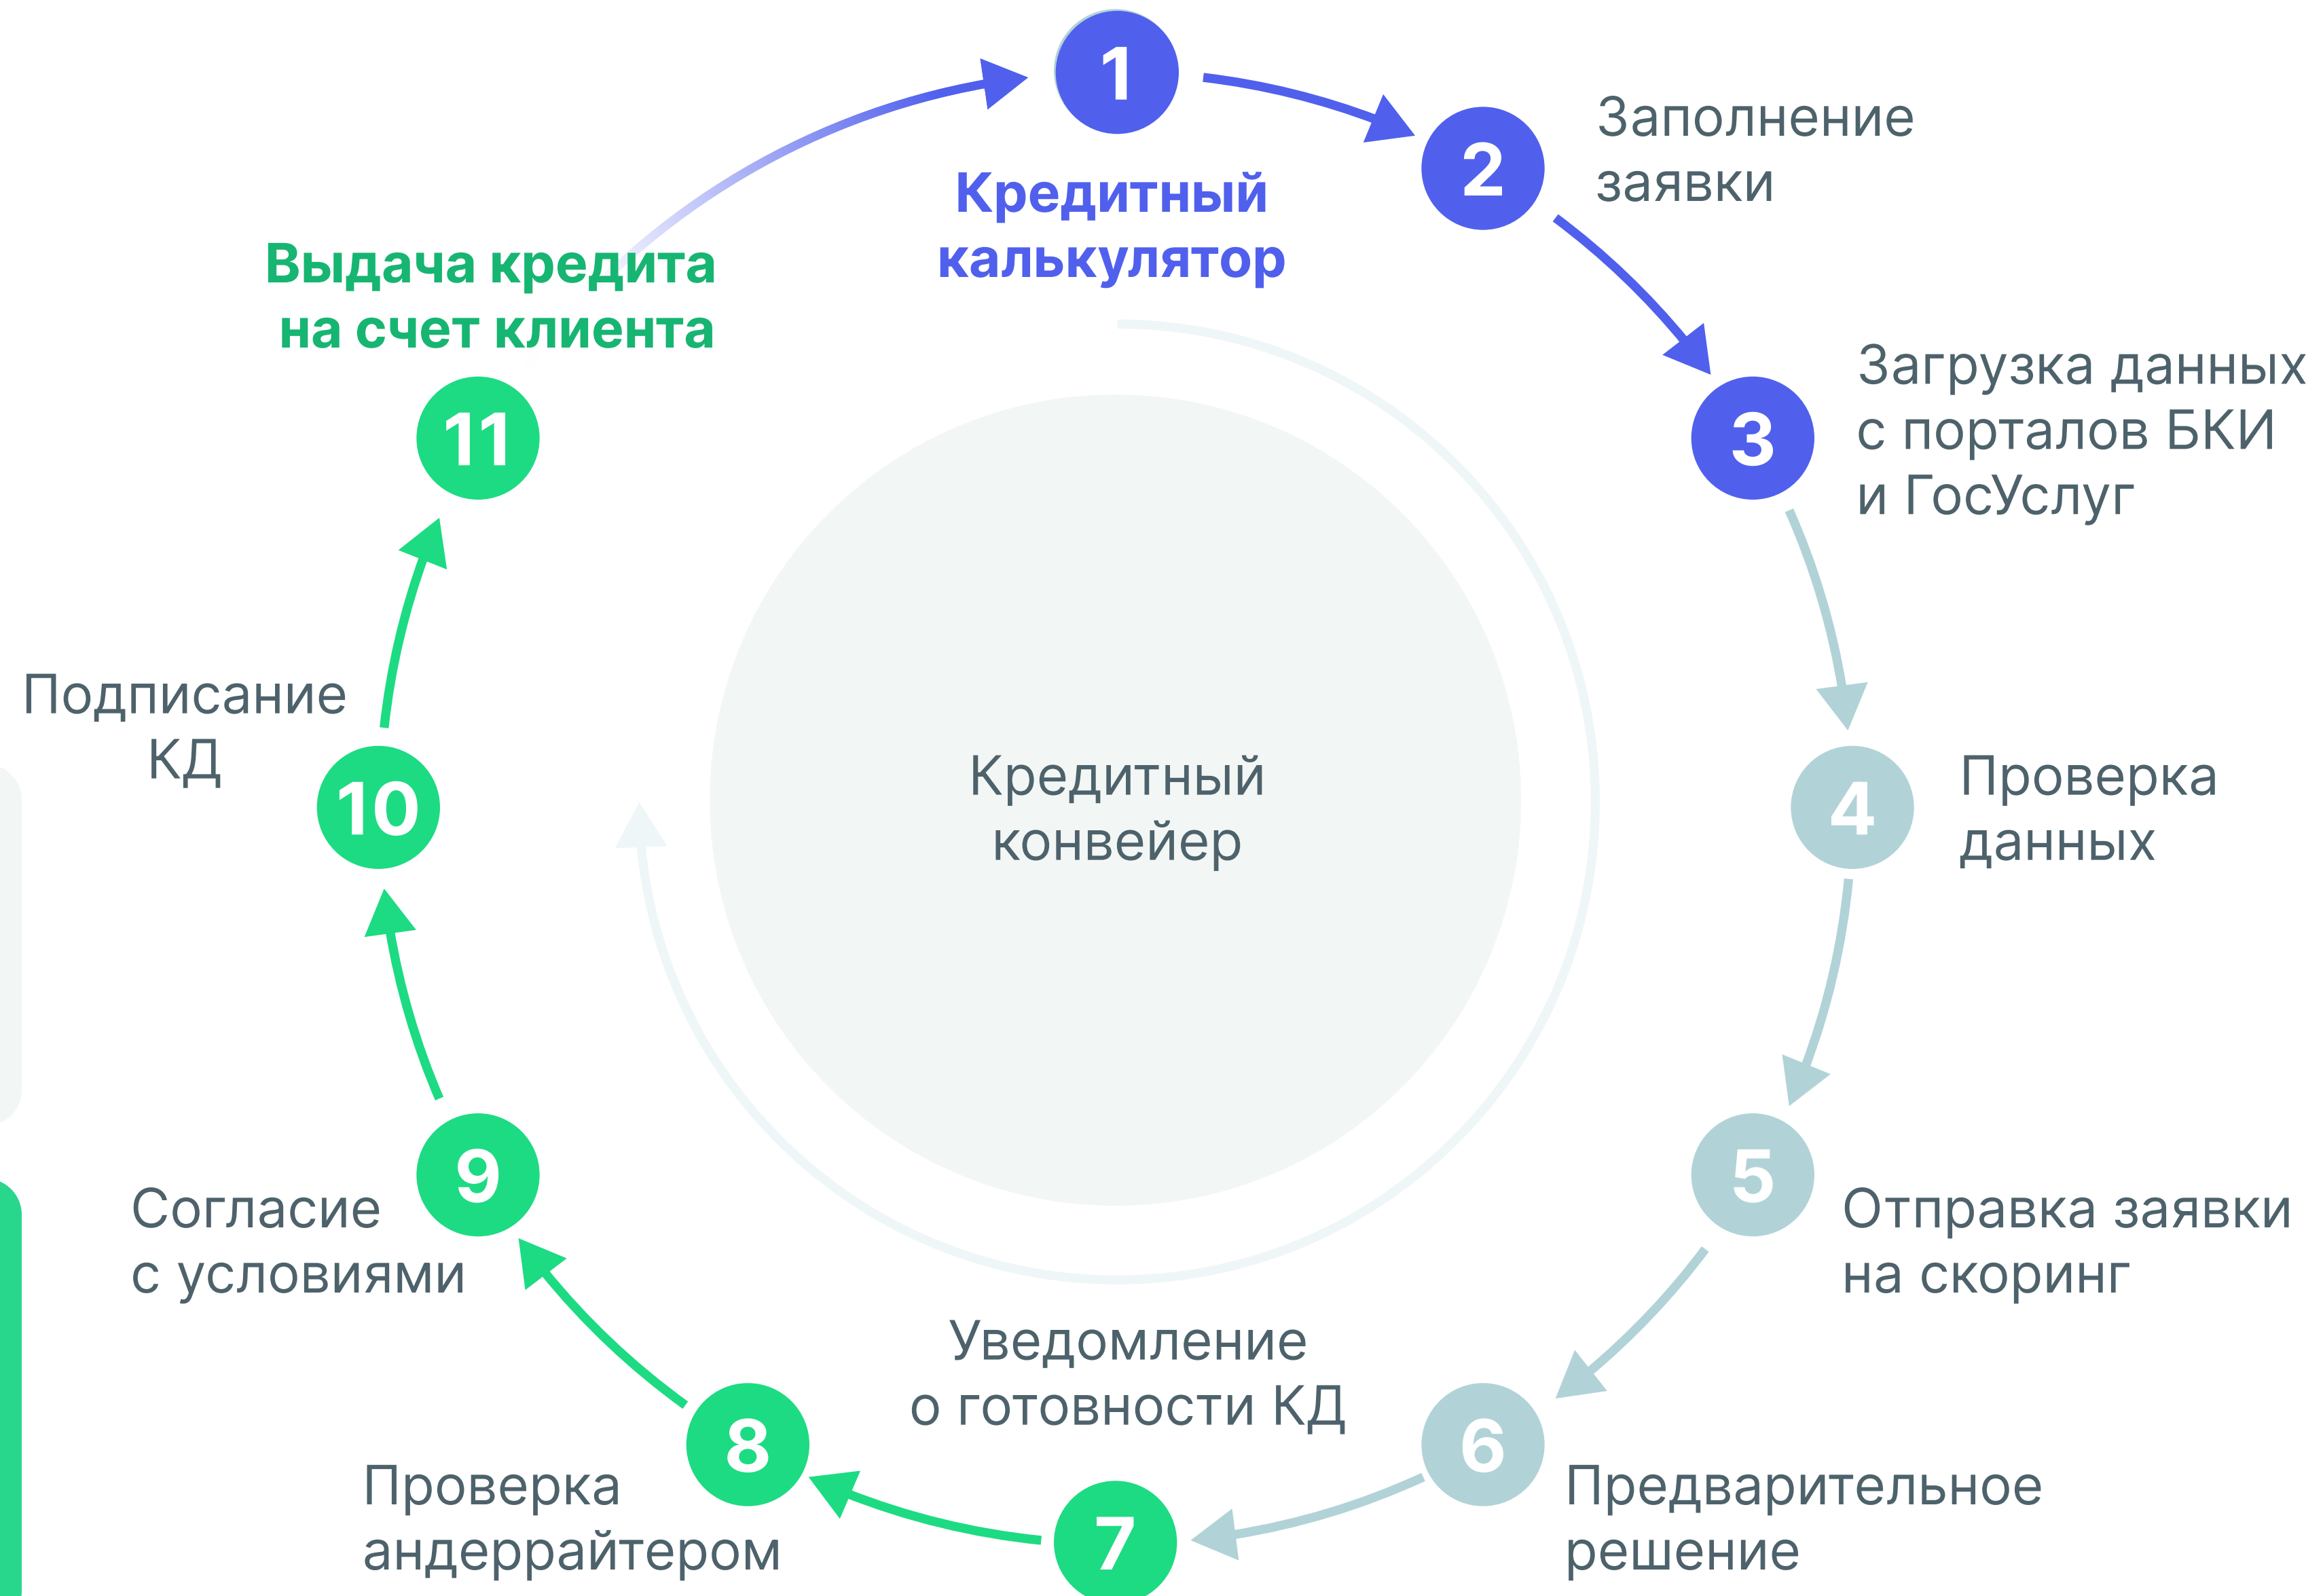 1
Кредитный
калькулятор
2
Заполнение
заявки
3
Загрузка данных
с порталов БКИ
и ГосУслуг
4
Проверка
данных
5
Отправка заявки
на скоринг
6
Предварительное
решение
7
Уведомление
о готовности КД
8
Проверка
андеррайтером
9
Согласие
с условиями
10
Подписание
КД
11
Выдача кредита
на счет клиента
Кредитный
конвейер